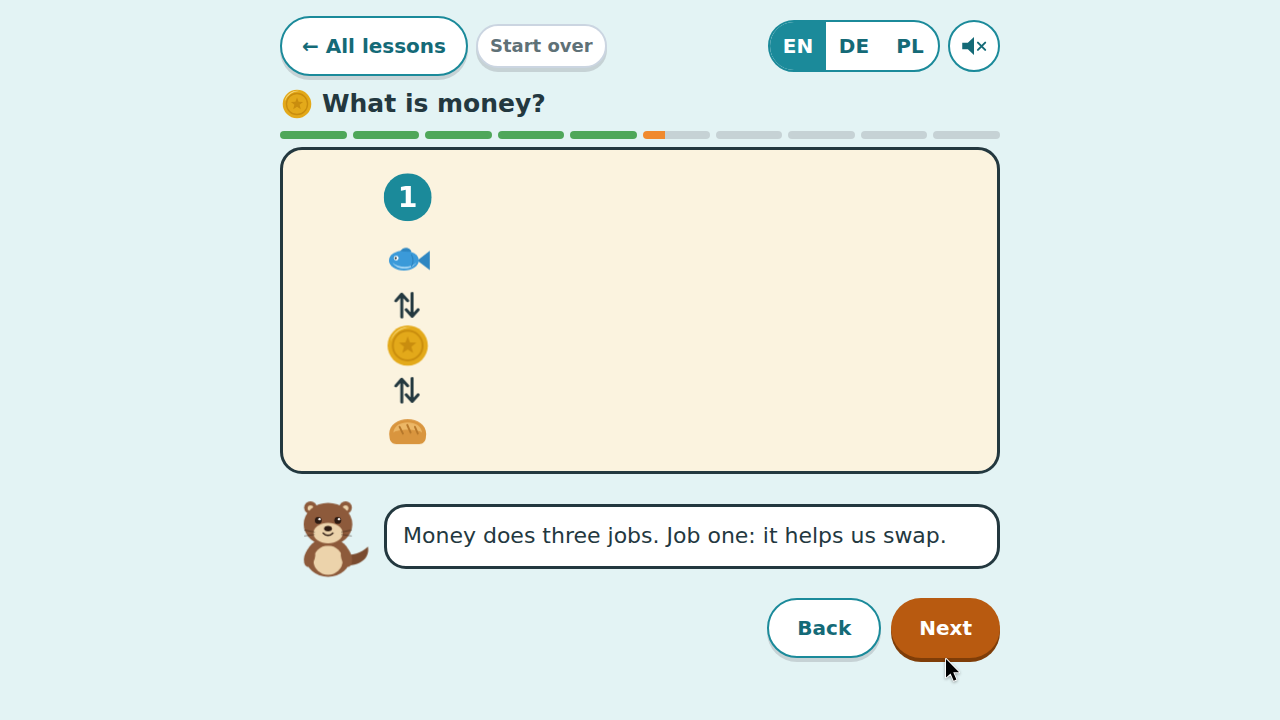 ← All lessons
Start over
EN DE PL
What is money?
1
Money does three jobs. Job one: it helps us swap.
Back
Next